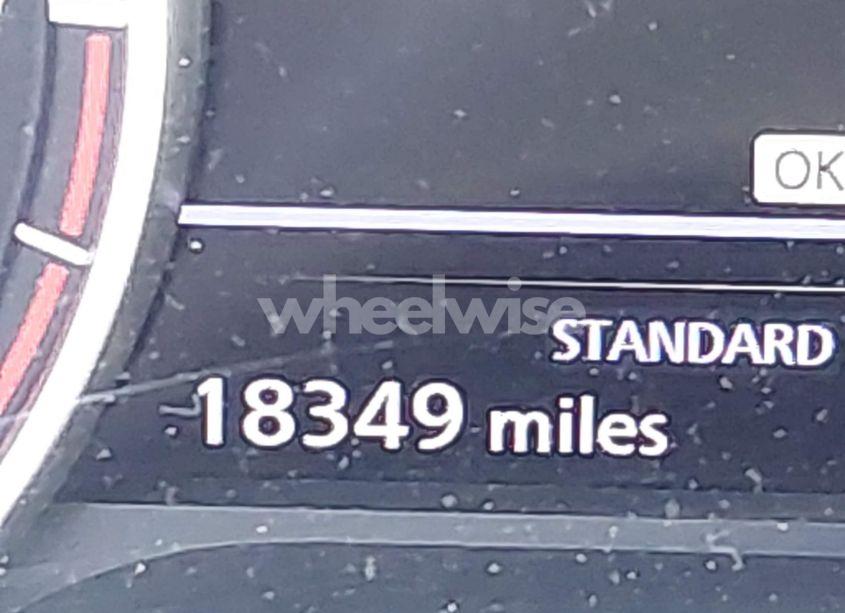 OK
wheelwise
STANDARD
18349 miles